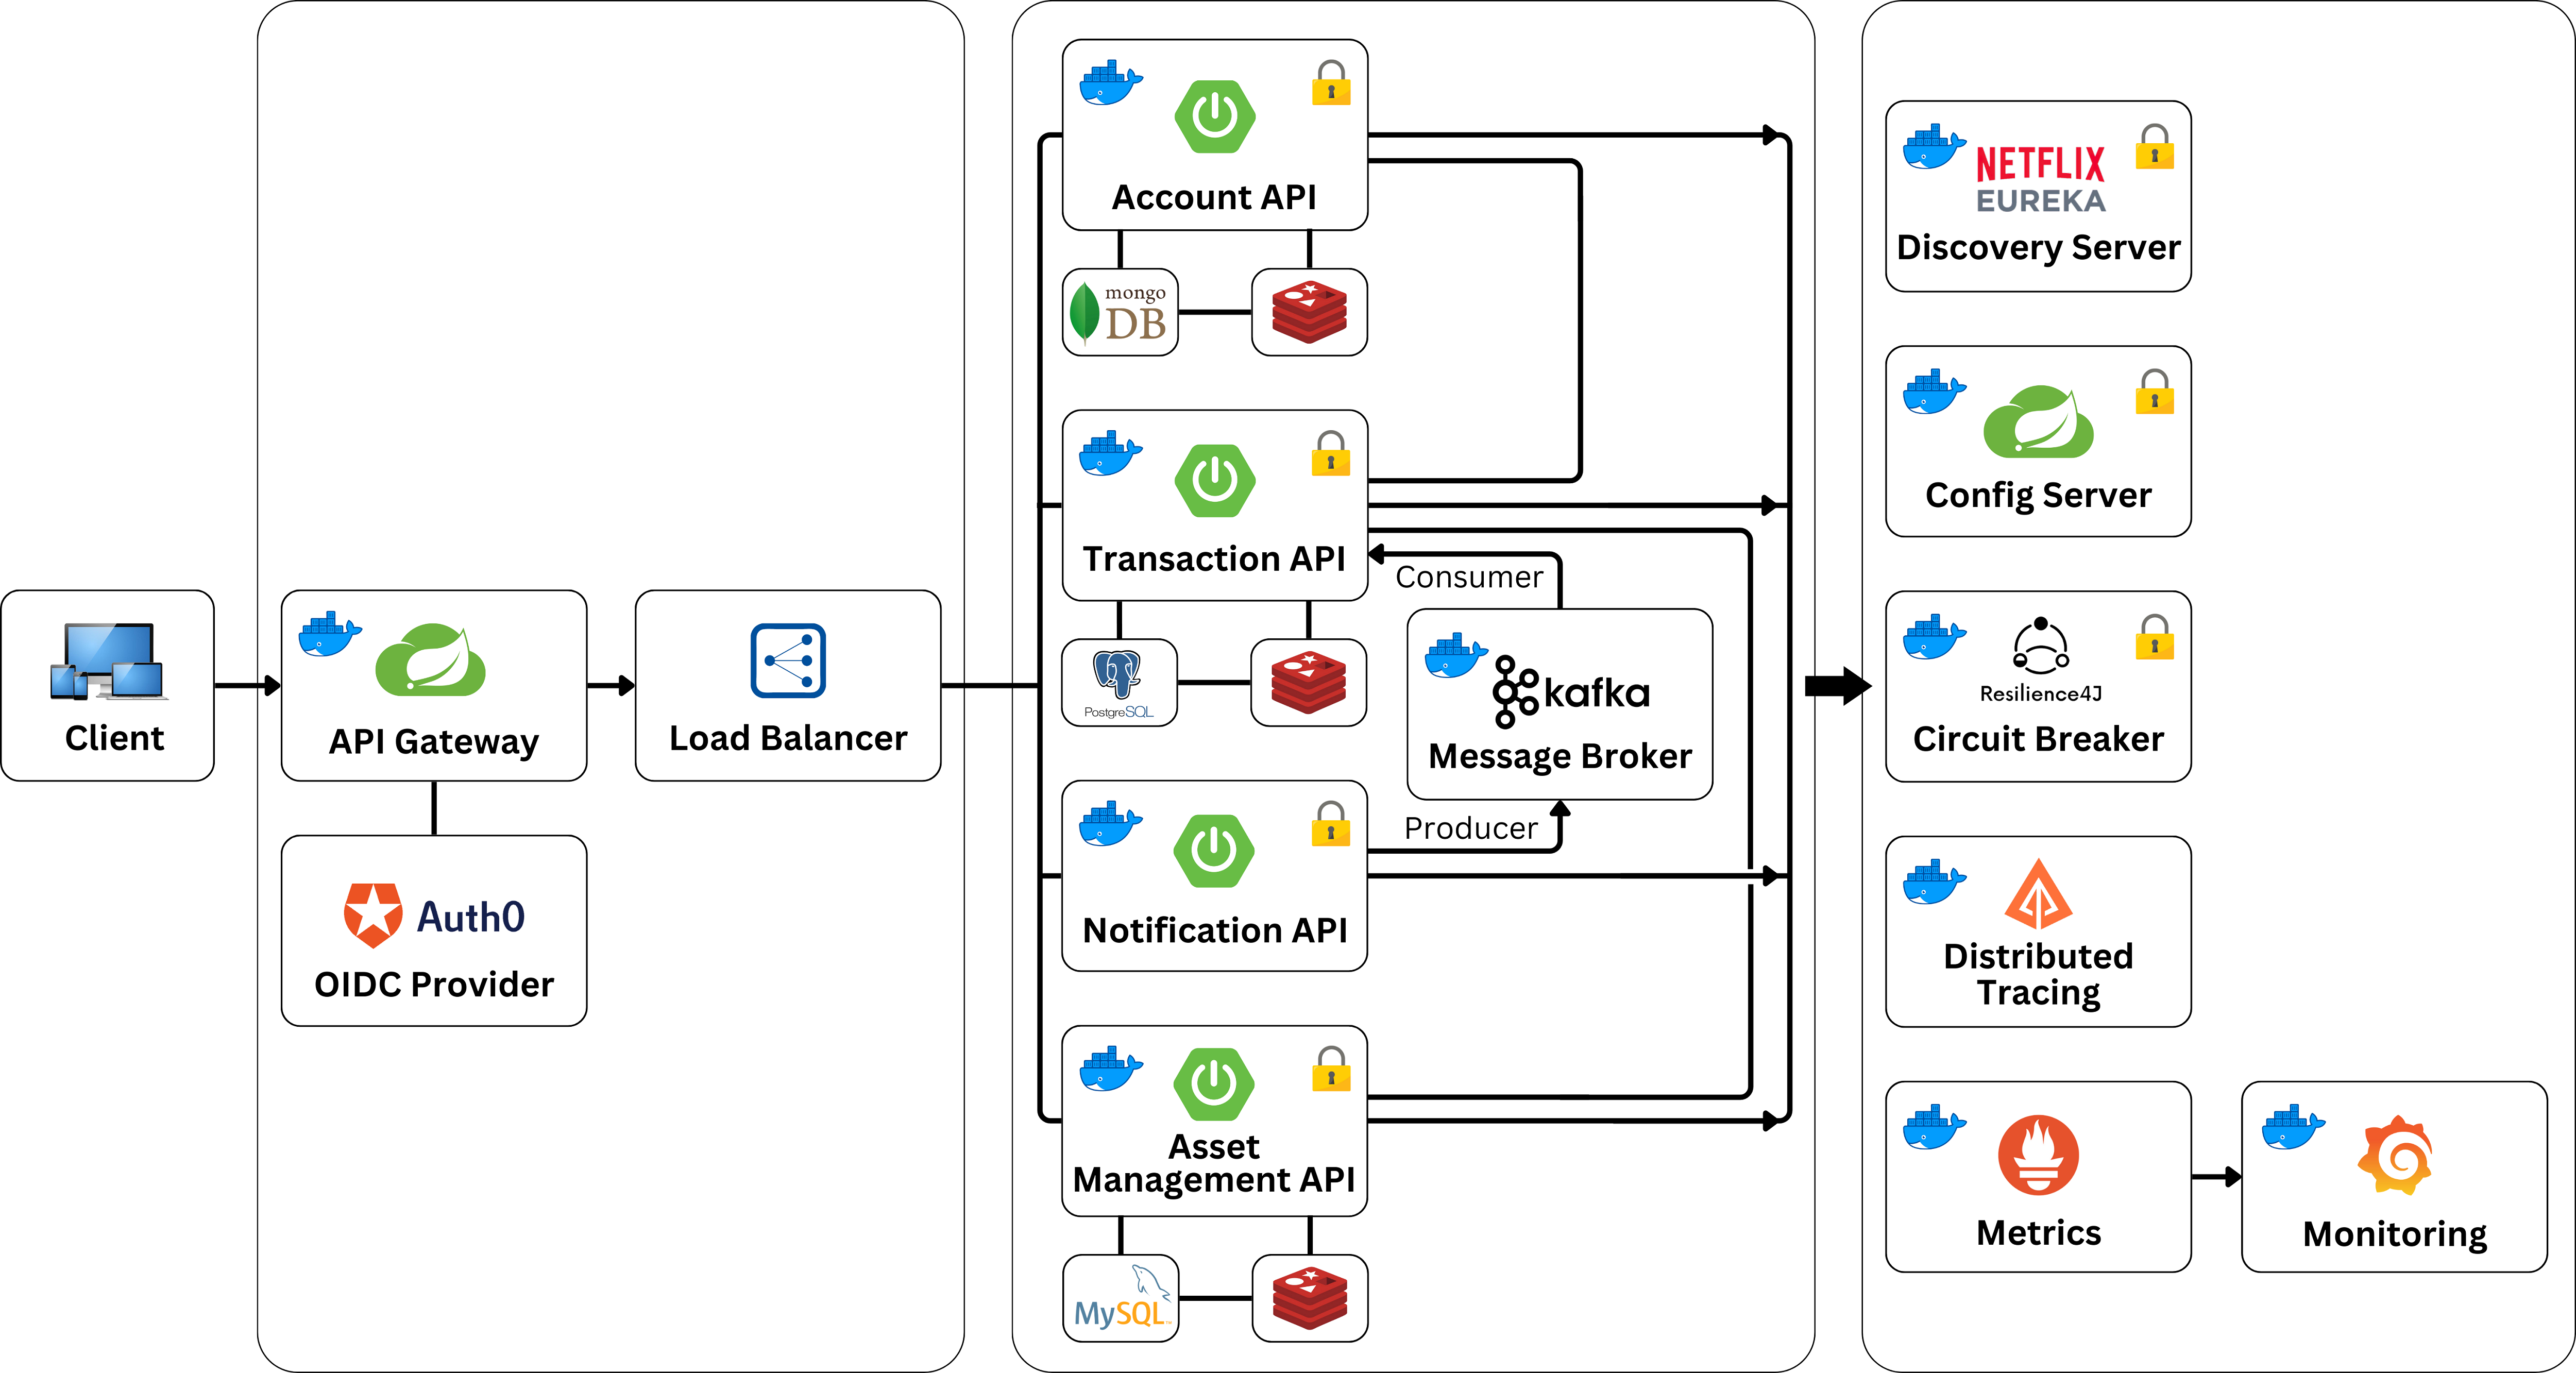 Client
API Gateway
Auth0
OIDC Provider
Load Balancer
Account API
mongo
DB
Transaction API
PostgreSQL
Consumer
kafka
Message Broker
Producer
Notification API
Asset
Management API
MySQL
NETFLIX
EUREKA
Discovery Server
Config Server
Resilience4J
Circuit Breaker
Distributed
Tracing
Metrics
Monitoring